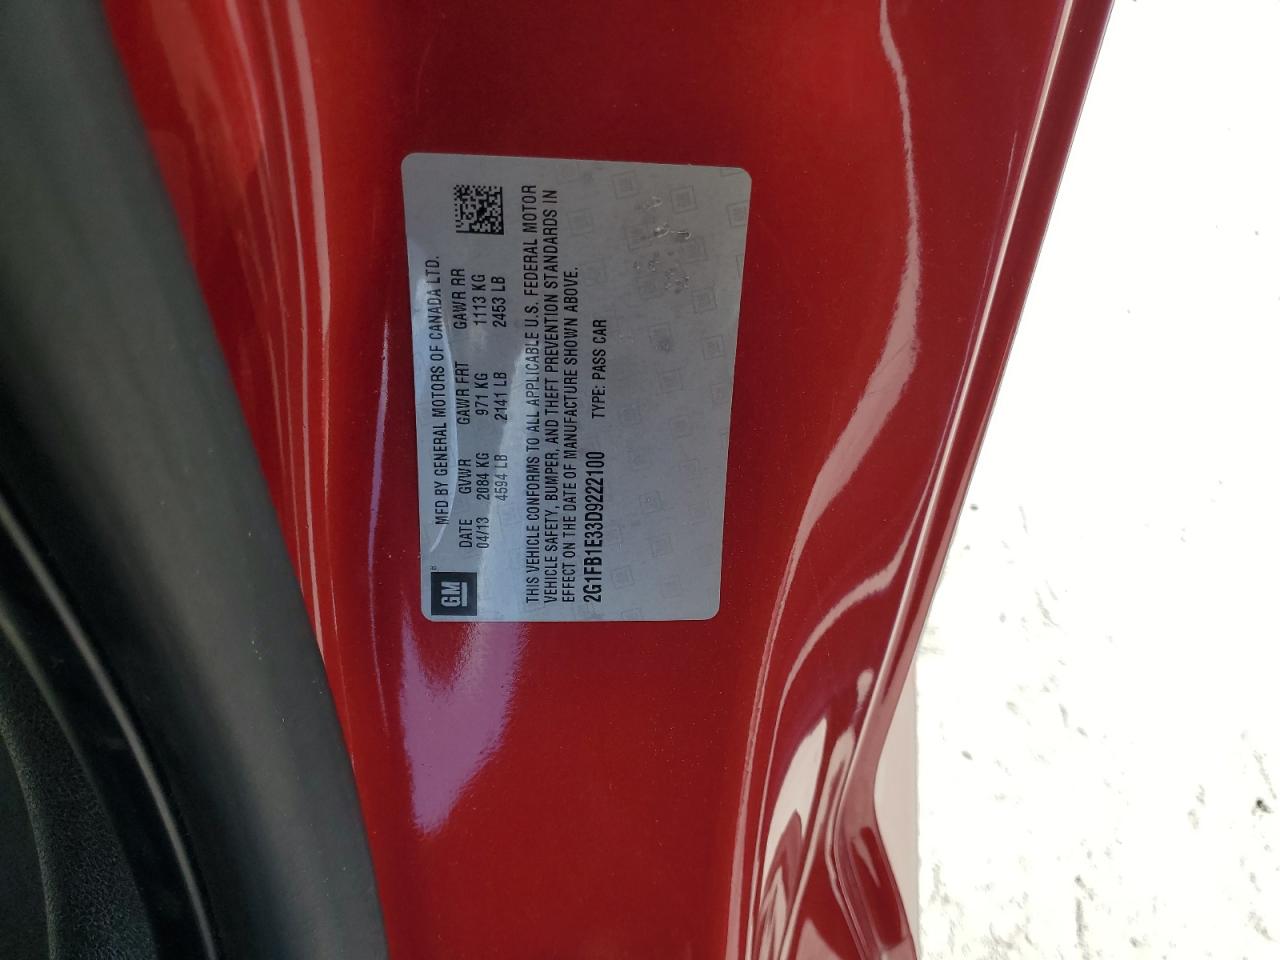 MFD BY GENERAL MOTORS OF CANADA LTD.
GM®
DATE GVWR GAWR FRT GAWR RR
04/13 2084 KG 971 KG 1113 KG
4594 LB 2141 LB 2453 LB
THIS VEHICLE CONFORMS TO ALL APPLICABLE U.S. FEDERAL MOTOR
VEHICLE SAFETY, BUMPER, AND THEFT PREVENTION STANDARDS IN
EFFECT ON THE DATE OF MANUFACTURE SHOWN ABOVE.
2G1FB1E33D9222100 TYPE: PASS CAR